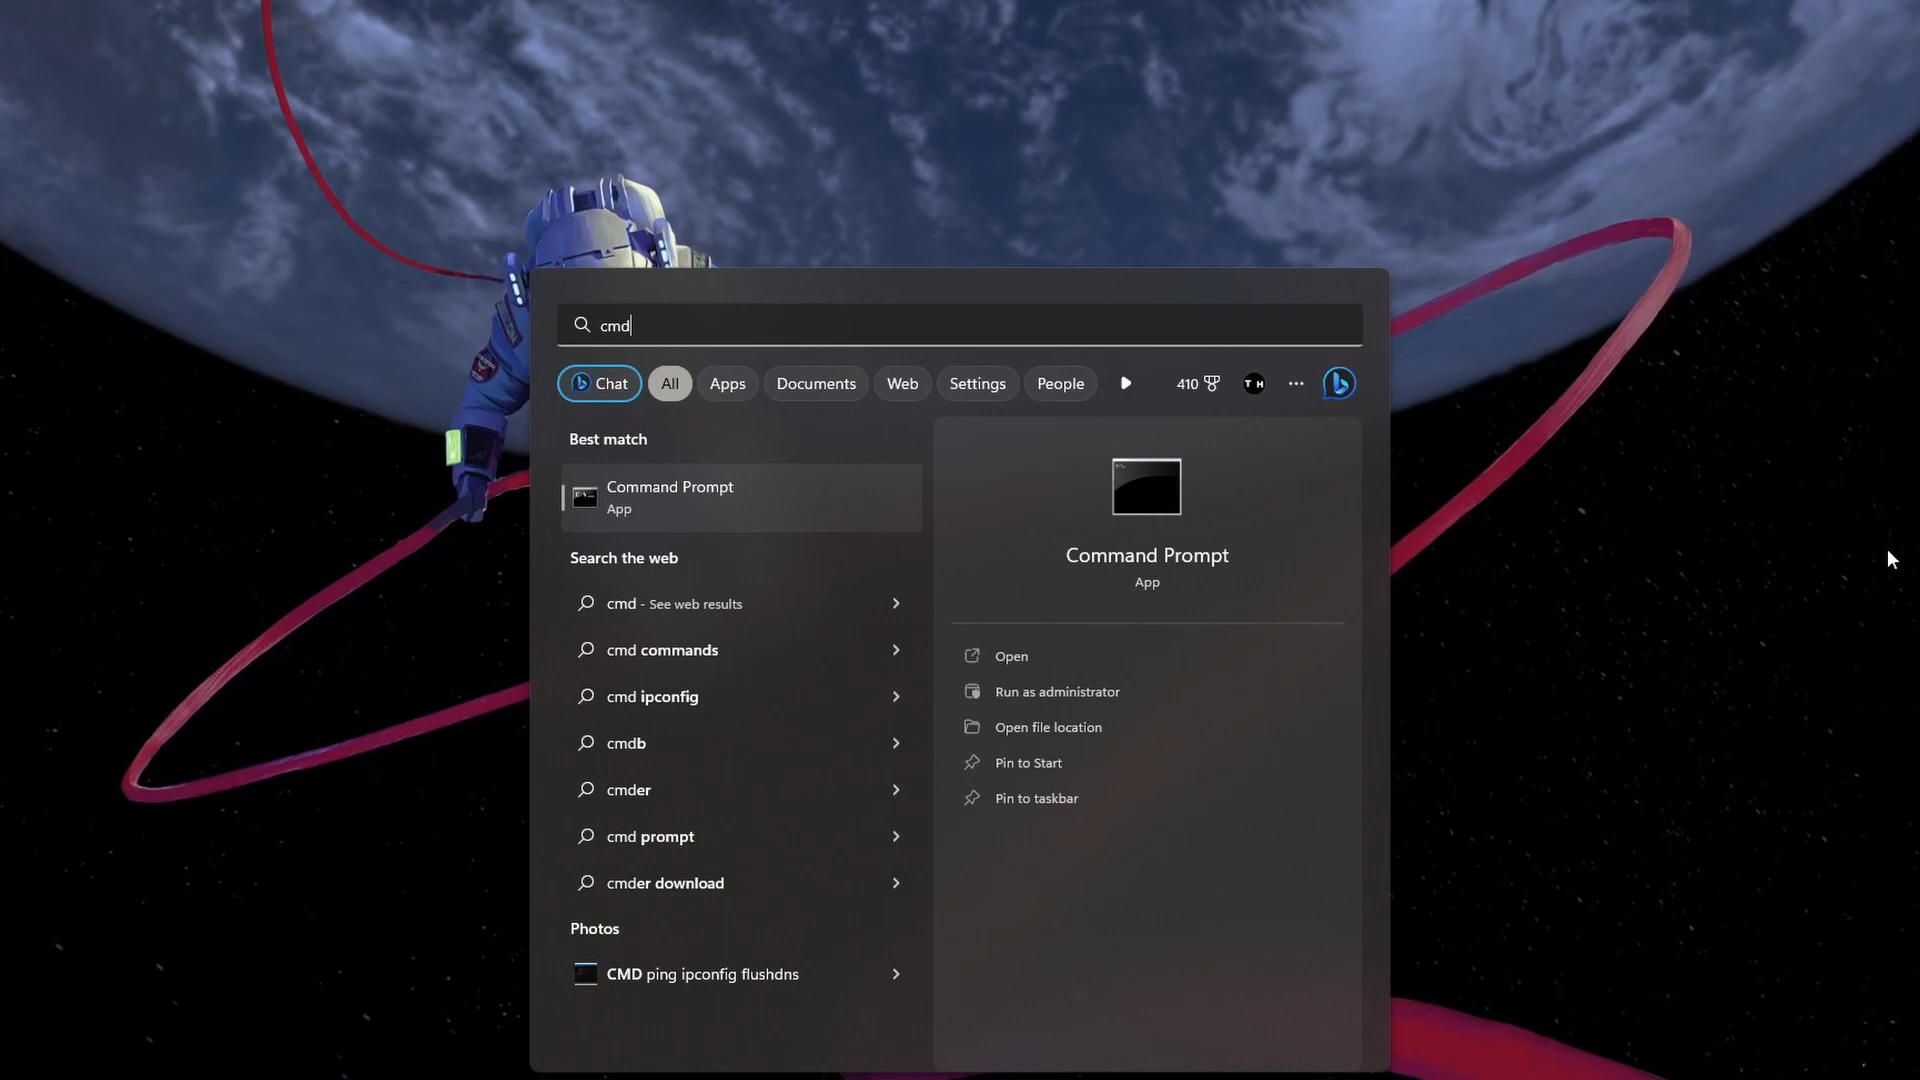 cmd
Chat
All
Apps
Documents
Web
Settings
People
410
T H
Best match
Command Prompt
App
Search the web
cmd - See web results
cmd commands
cmd ipconfig
cmdb
cmder
cmd prompt
cmder download
Photos
CMD ping ipconfig flushdns
Command Prompt
App
Open
Run as administrator
Open file location
Pin to Start
Pin to taskbar